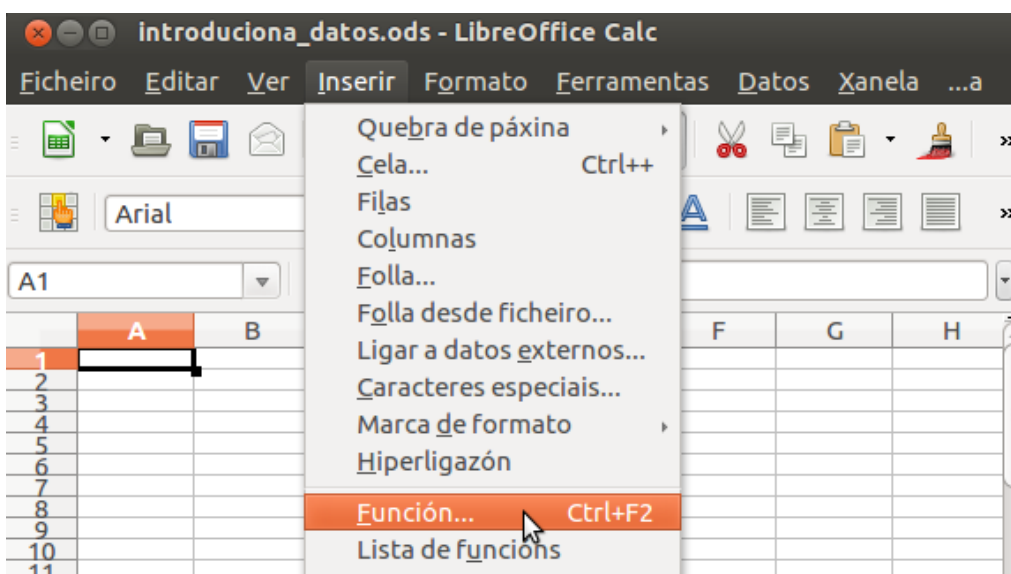 introduciona_datos.ods - LibreOffice Calc
Ficheiro Editar Ver Inserir Formato Ferramentas Datos Xanela ...a
Quebra de páxina
Cela... Ctrl++
Arial
Filas
Columnas
A1
Folla...
Folla desde ficheiro...
A B F G H
Ligar a datos externos...
1
Caracteres especiais...
2
3
Marca de formato
4
5
Hiperligazón
6
7
Función... Ctrl+F2
8
9
Lista de funcións
10
11